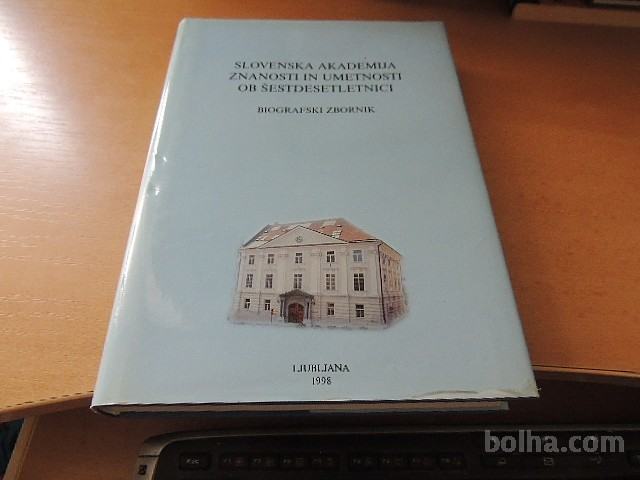 SLOVENSKA AKADEMIJA
ZNANOSTI IN UMETNOSTI
OB ŠESTDESETLETNICI
BIOGRAFSKI ZBORNIK
LJUBLJANA
1998
bolha.com